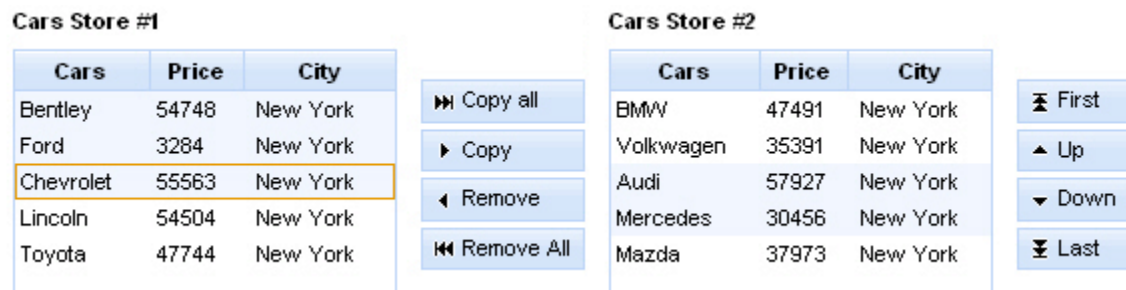 Cars Store #1
Cars Price City
Bentley 54748 New York
Ford 3284 New York
Chevrolet 55563 New York
Lincoln 54504 New York
Toyota 47744 New York
Copy all
Copy
Remove
Remove All
Cars Store #2
Cars Price City
BMW 47491 New York
Volkwagen 35391 New York
Audi 57927 New York
Mercedes 30456 New York
Mazda 37973 New York
First
Up
Down
Last